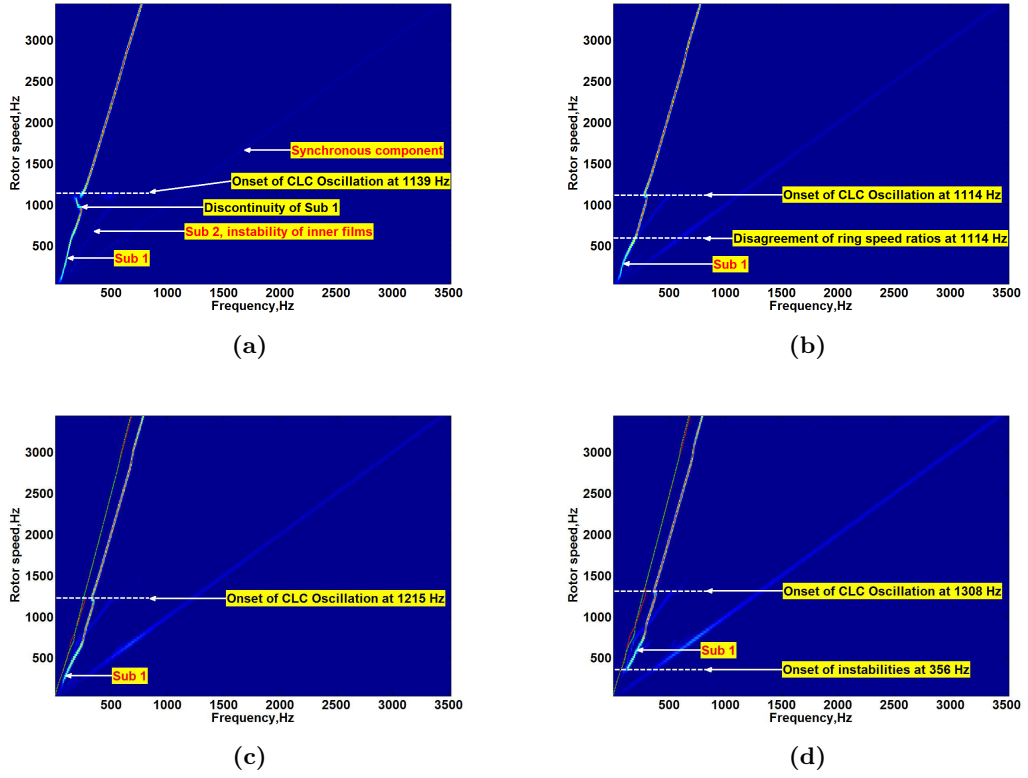 3000
2500
2000
1500
1000
500
Rotor speed,Hz
Synchronous component
Onset of CLC Oscillation at 1139 Hz
Discontinuity of Sub 1
Sub 2, instability of inner films
Sub 1
500 1000 1500 2000 2500 3000 3500
Frequency,Hz
(a)
3000
2500
2000
1500
1000
500
Rotor speed,Hz
Onset of CLC Oscillation at 1114 Hz
Disagreement of ring speed ratios at 1114 Hz
Sub 1
500 1000 1500 2000 2500 3000 3500
Frequency,Hz
(b)
3000
2500
2000
1500
1000
500
Rotor speed,Hz
Onset of CLC Oscillation at 1215 Hz
Sub 1
500 1000 1500 2000 2500 3000 3500
Frequency,Hz
(c)
3000
2500
2000
1500
1000
500
Rotor speed,Hz
Onset of CLC Oscillation at 1308 Hz
Sub 1
Onset of instabilities at 356 Hz
500 1000 1500 2000 2500 3000 3500
Frequency,Hz
(d)